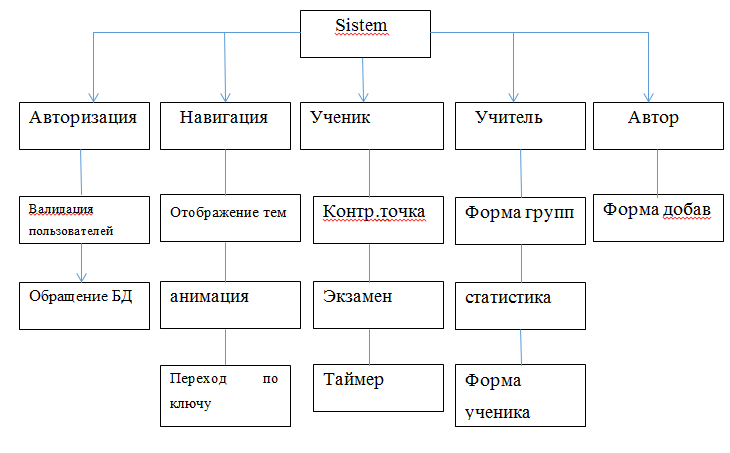 Sistem
Авторизация
Навигация
Ученик
Учитель
Автор
Валидация
пользователей
Отображение тем
Контр.точка
Форма групп
Форма добав
Обращение БД
анимация
Экзамен
статистика
Переход по
ключу
Таймер
Форма
ученика